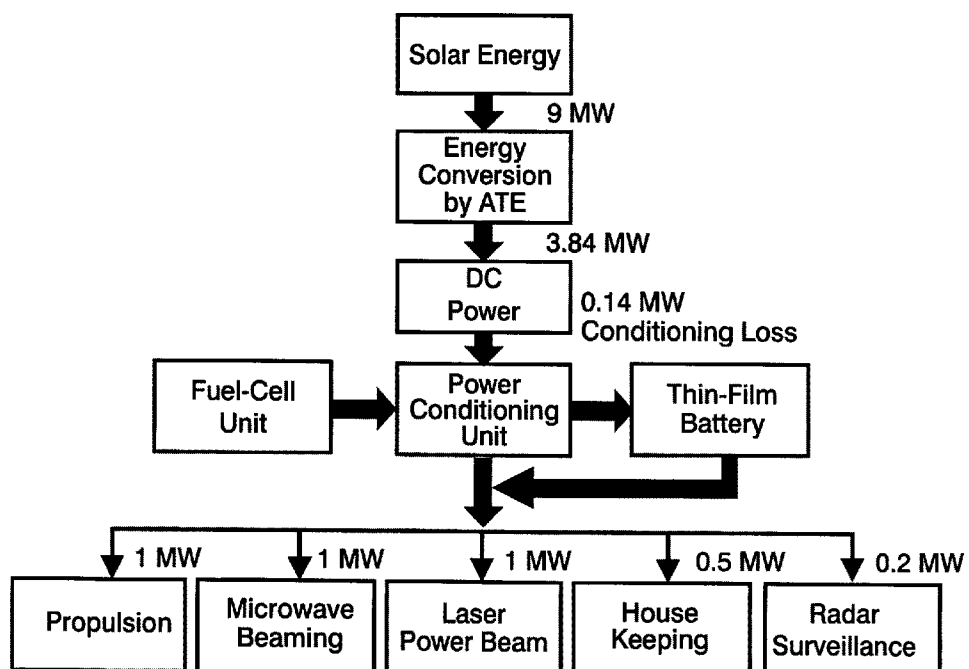 Solar Energy
9 MW
Energy
Conversion
by ATE
3.84 MW
DC
Power
0.14 MW
Conditioning Loss
Fuel-Cell
Unit
Power
Conditioning
Unit
Thin-Film
Battery
1 MW
1 MW
1 MW
0.5 MW
0.2 MW
Propulsion
Microwave
Beaming
Laser
Power Beam
House
Keeping
Radar
Surveillance